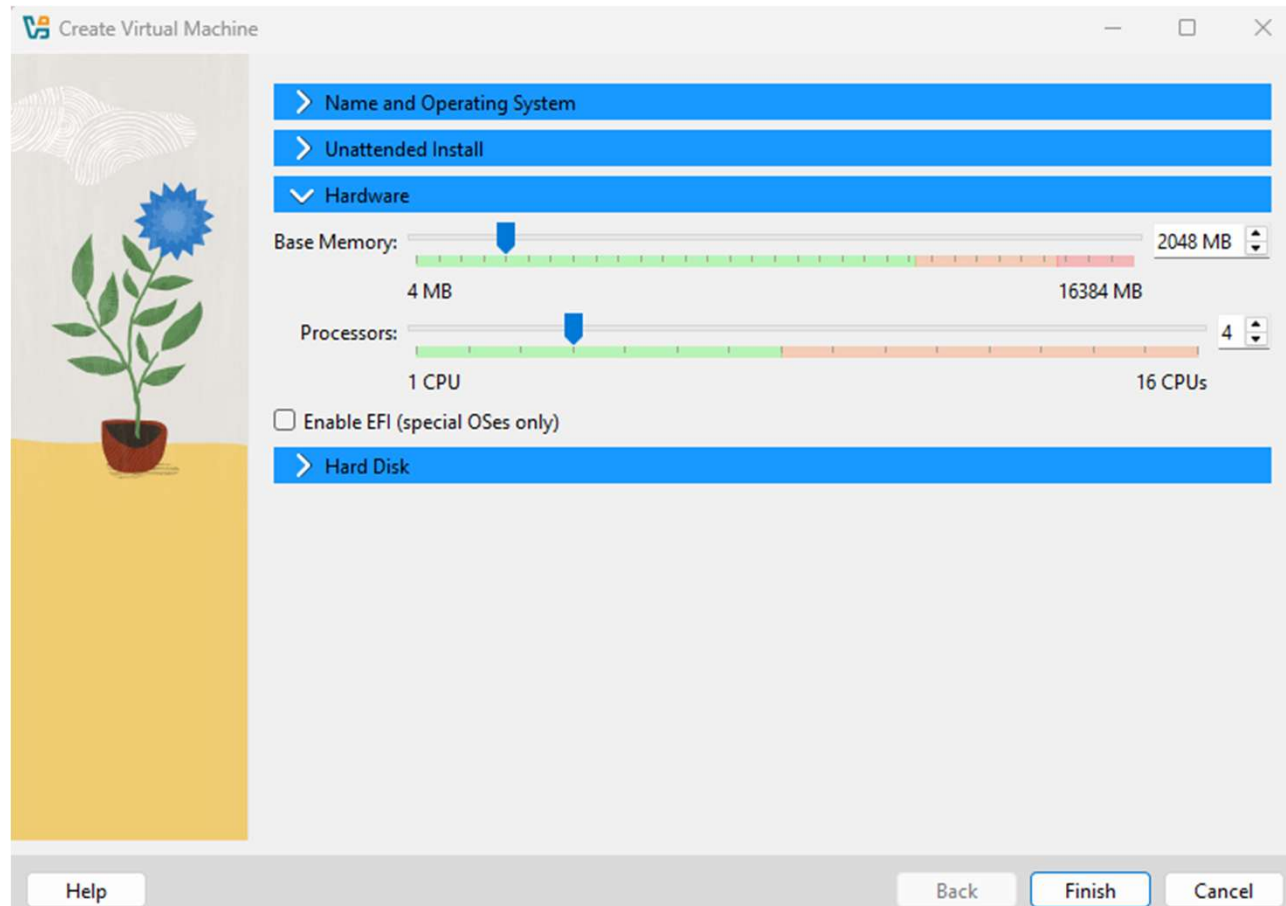 Create Virtual Machine
Name and Operating System
Unattended Install
Hardware
Base Memory: 2048 MB
4 MB 16384 MB
Processors: 4
1 CPU 16 CPUs
Enable EFI (special OSes only)
Hard Disk
Help Back Finish Cancel